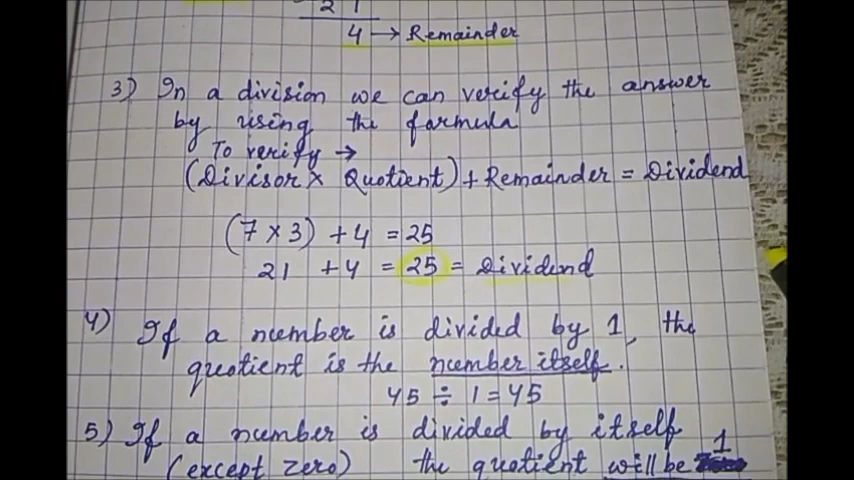 21
4 → Remainder
3) In a division we can verify the answer
by using the formula
To verify →
(Divisor × Quotient) + Remainder = Dividend
(7 × 3) + 4 = 25
21 + 4 = 25 = Dividend
4) If a number is divided by 1, the
quotient is the number itself.
45 ÷ 1 = 45
5) If a number is divided by itself
(except zero) the quotient will be 1